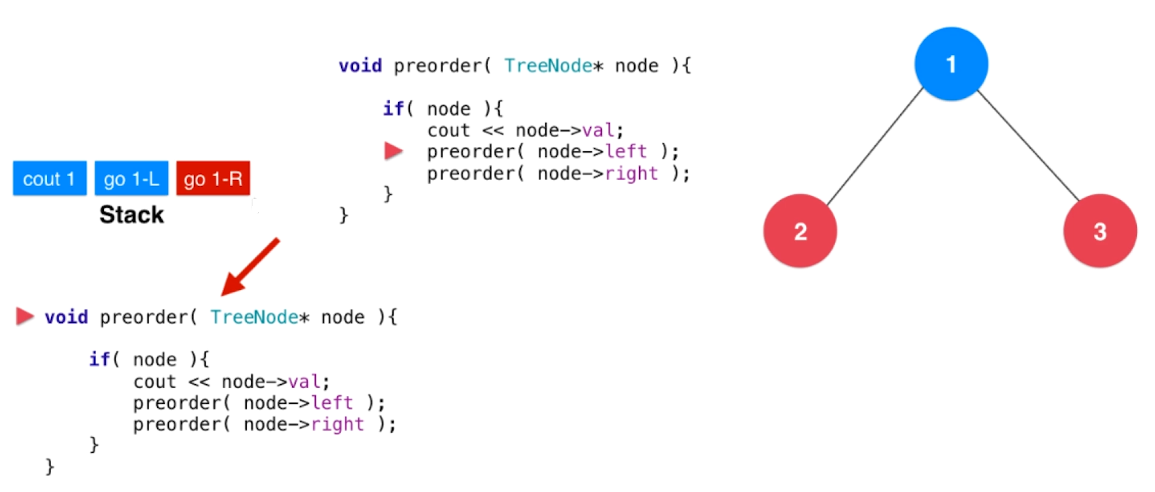 void preorder( TreeNode* node ){
if( node ){
cout << node->val;
preorder( node->left );
preorder( node->right );
}
}
cout 1 go 1-L go 1-R
Stack
void preorder( TreeNode* node ){
if( node ){
cout << node->val;
preorder( node->left );
preorder( node->right );
}
}
1
2 3